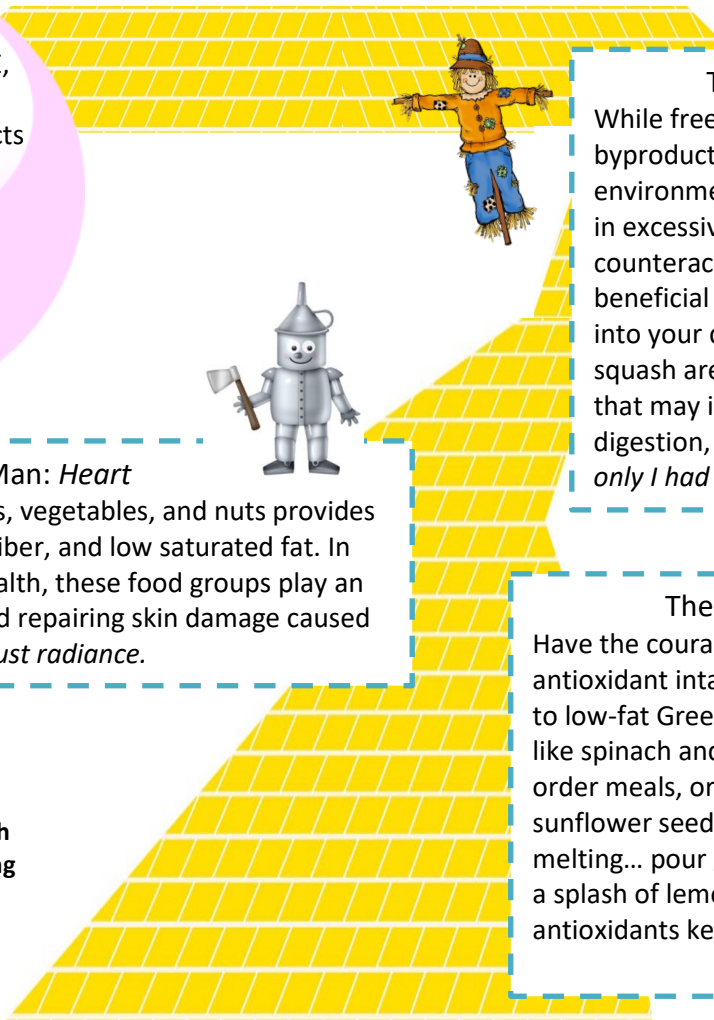 cts
T
While free
byproduct
environme
in excessiv
counterac
beneficial
into your
squash are
that may i
digestion,
only I had
Man: Heart
s, vegetables, and nuts provides
iber, and low saturated fat. In
alth, these food groups play an
d repairing skin damage caused
ust radiance.
The
Have the coura
antioxidant inta
to low-fat Gree
like spinach and
order meals, or
sunflower seed
melting… pour
a splash of leme
antioxidants ke
h
ng